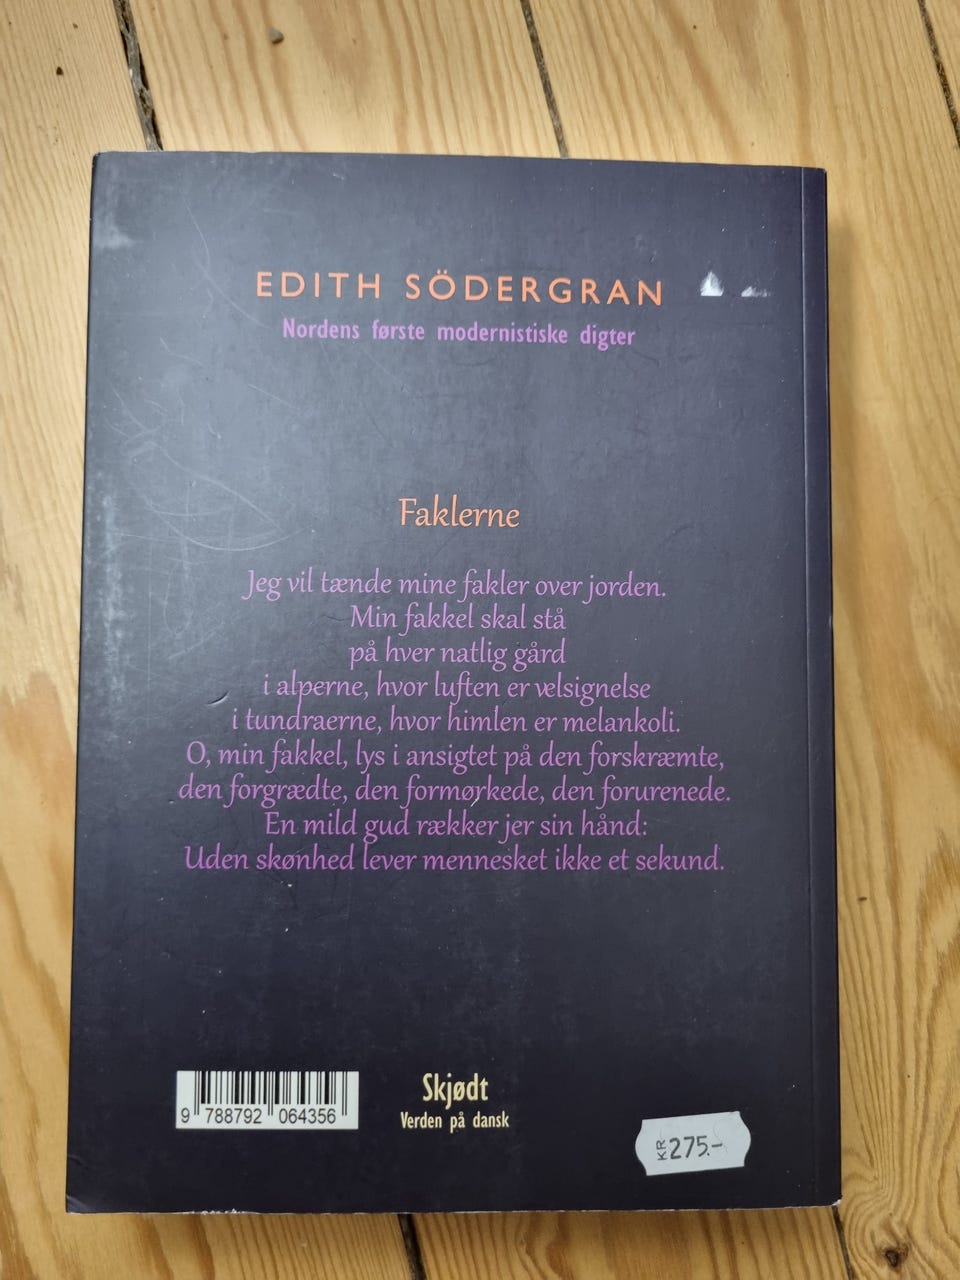 EDITH SÖDERGRAN
Nordens første modernistiske digter
Faklerne
Jeg vil tænde mine fakler over jorden.
Min fakkel skal stå
på hver natlig gård
i alperne, hvor luften er velsignelse
i tundraerne, hvor himlen er melankoli.
O, min fakkel, lys i ansigtet på den forskræmte,
den forgrædte, den formørkede, den forurenede.
En mild gud rækker jer sin hånd:
Uden skønhed lever mennesket ikke et sekund.
9 788792 064356
Skjødt
Verden på dansk
KR 275.-